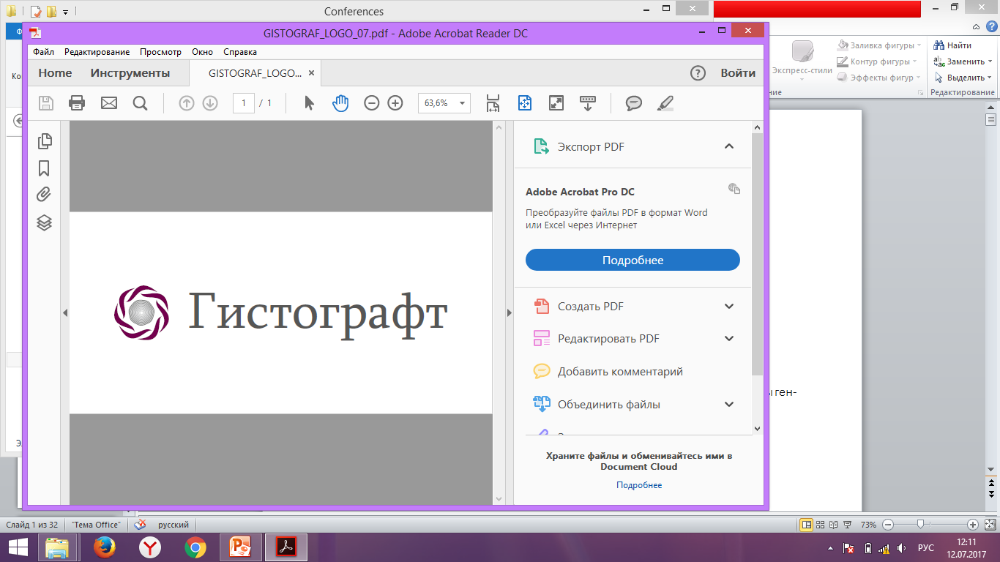 Conferences
GISTOGRAF_LOGO_07.pdf - Adobe Acrobat Reader DC
Файл Редактирование Просмотр Окно Справка
Home Инструменты GISTOGRAF_LOGO... × Войти
1 / 1 63,6%
Заливка фигуры
Контур фигуры
Эффекты фигур
Экспресс-стили
Найти
Заменить
Выделить
Редактирование
Экспорт PDF
Adobe Acrobat Pro DC
Преобразуйте файлы PDF в формат Word
или Excel через Интернет
Подробнее
Гистографт
Создать PDF
Редактировать PDF
Добавить комментарий
Объединить файлы
Храните файлы и обменивайтесь ими в
Document Cloud
Подробнее
ген-
Слайд 1 из 32 "Тема Office" русский 73%
РУС
12:11
12.07.2017